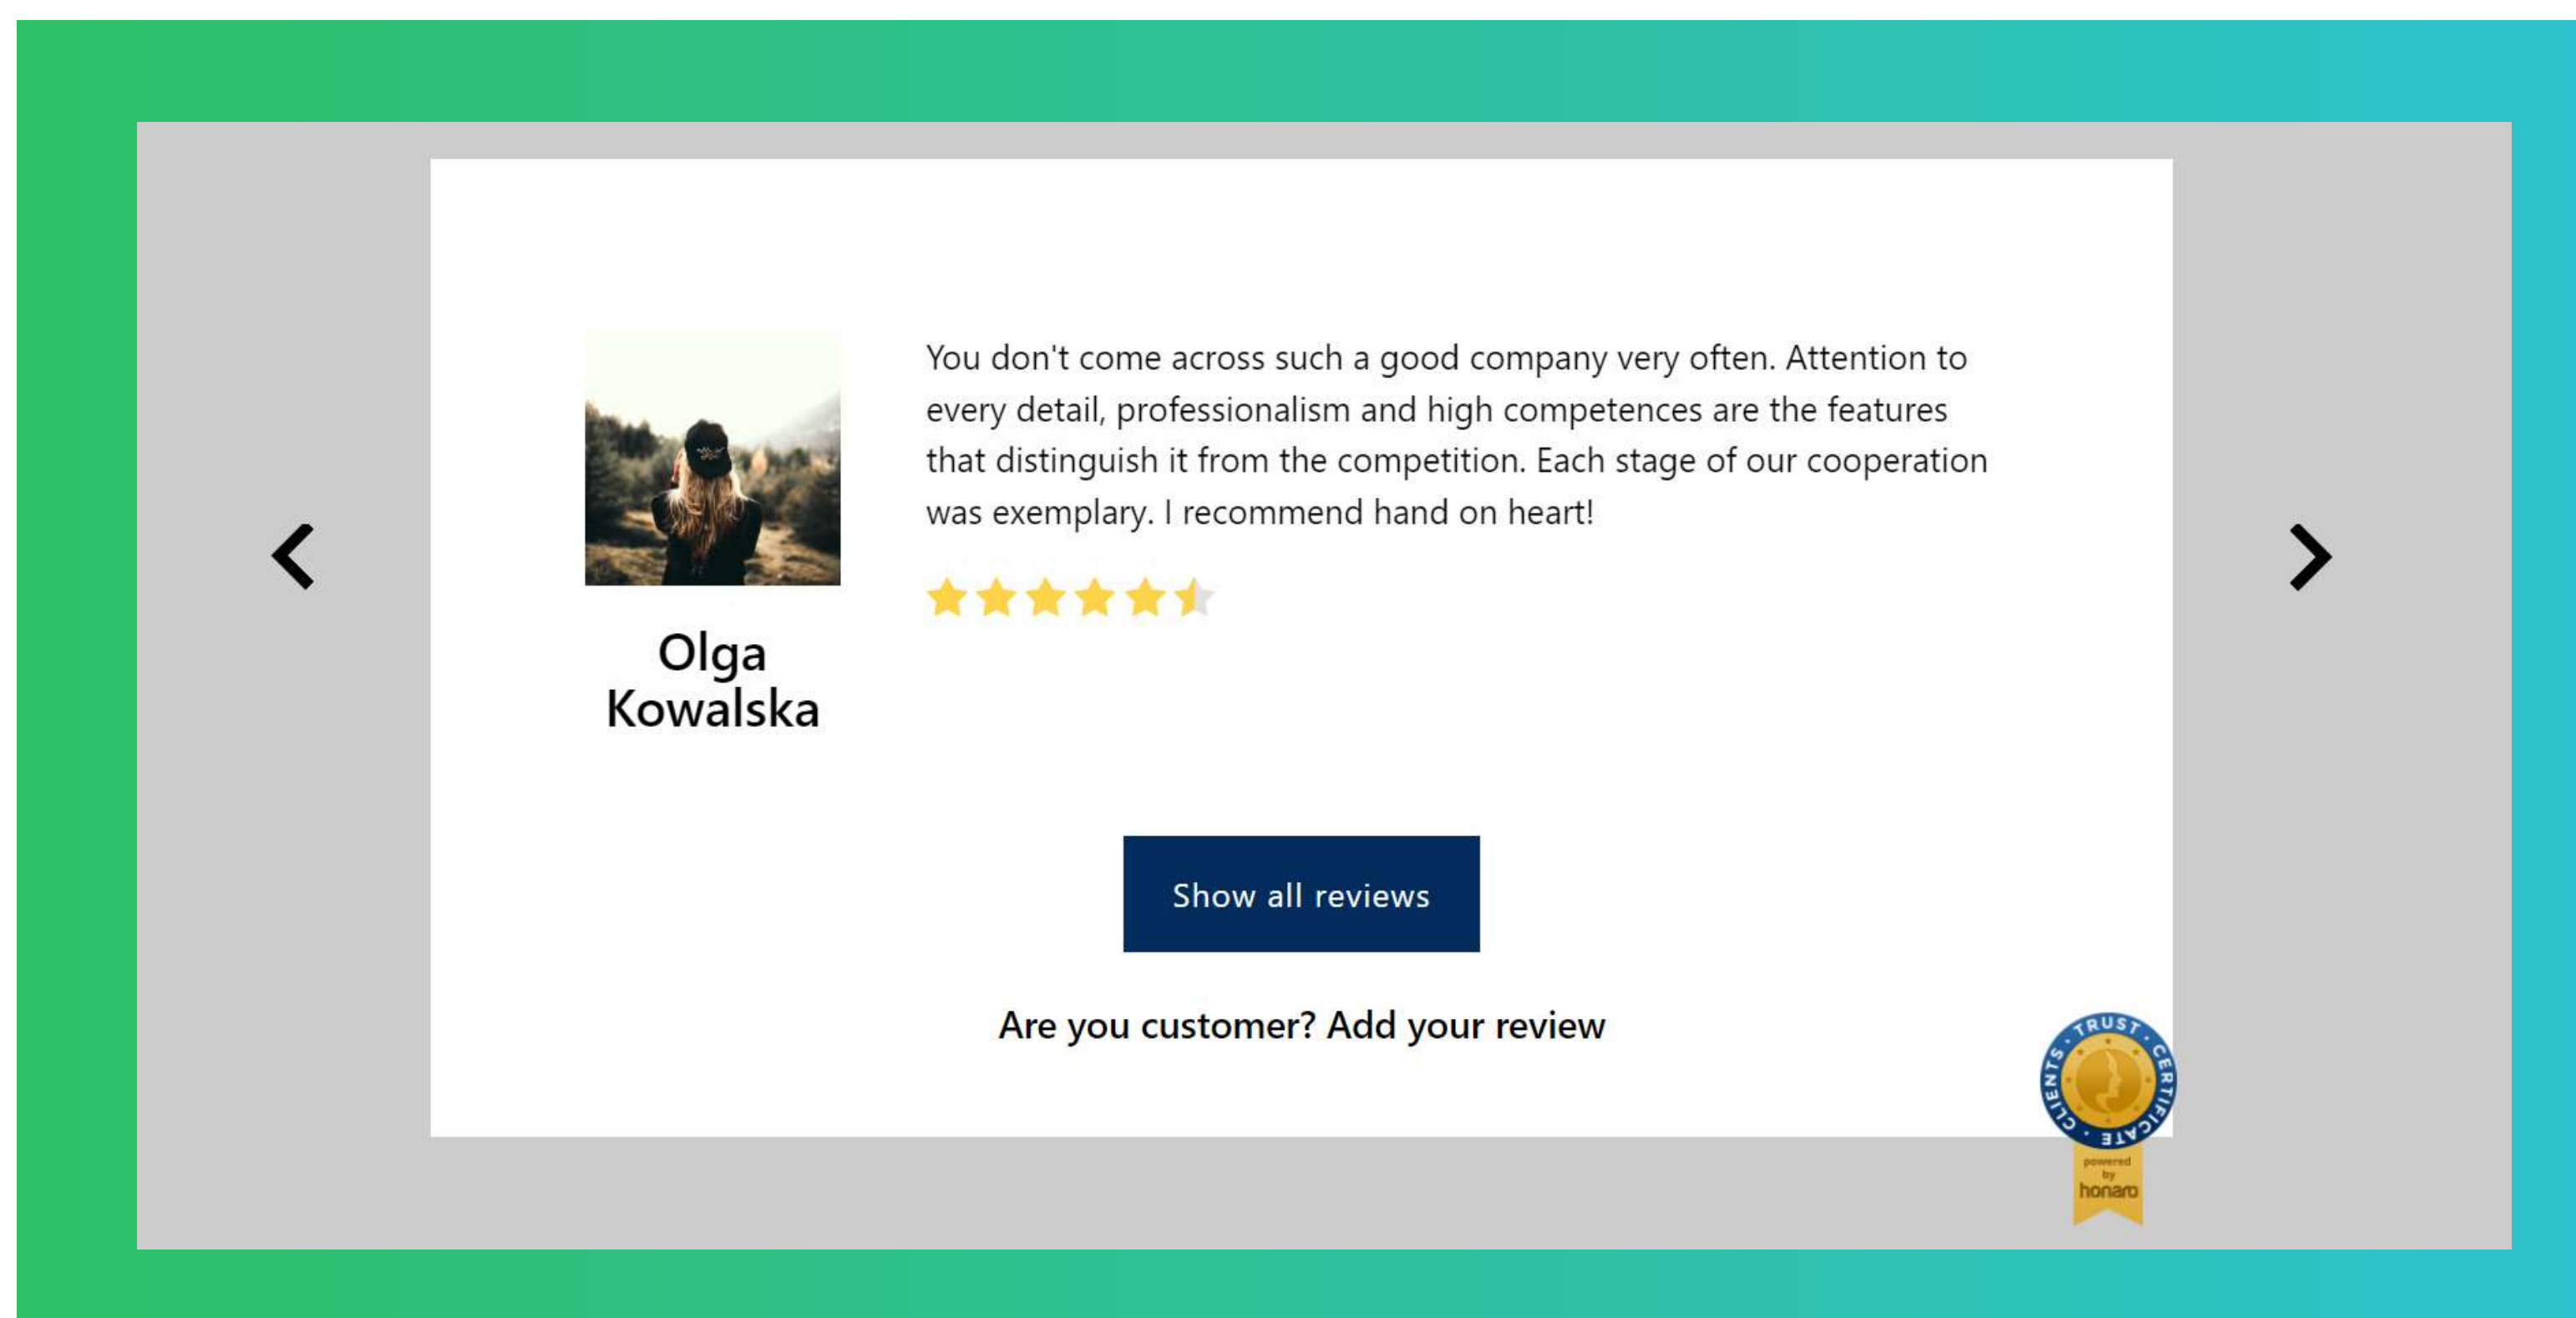 You don't come across such a good company very often. Attention to
every detail, professionalism and high competences are the features
that distinguish it from the competition. Each stage of our cooperation
was exemplary. I recommend hand on heart!
Olga
Kowalska
Show all reviews
Are you customer? Add your review
CLIENTS · TRUST · CERTIFICATE ·
powered
by
honaro